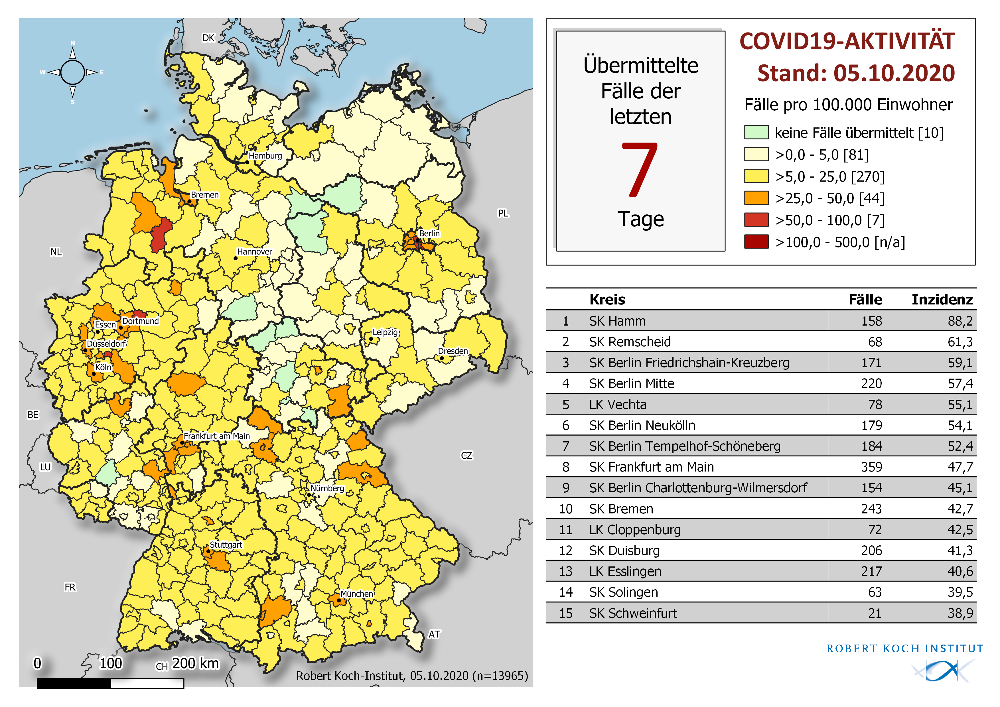 DK
N
W
E
S
Hamburg
Bremen
PL
Berlin
NL
Hannover
Essen
Dortmund
Düsseldorf
Leipzig
Dresden
Köln
BE
Frankfurt am Main
CZ
LU
Nürnberg
Stuttgart
FR
München
AT
0
100
CH
200 km
Robert Koch-Institut, 05.10.2020 (n=13965)
Übermittelte
Fälle der
letzten
7
Tage
COVID19-AKTIVITÄT
Stand: 05.10.2020
Fälle pro 100.000 Einwohner
keine Fälle übermittelt [10]
>0,0 - 5,0 [81]
>5,0 - 25,0 [270]
>25,0 - 50,0 [44]
>50,0 - 100,0 [7]
>100,0 - 500,0 [n/a]
Kreis Fälle Inzidenz
1 SK Hamm 158 88,2
2 SK Remscheid 68 61,3
3 SK Berlin Friedrichshain-Kreuzberg 171 59,1
4 SK Berlin Mitte 220 57,4
5 LK Vechta 78 55,1
6 SK Berlin Neukölln 179 54,1
7 SK Berlin Tempelhof-Schöneberg 184 52,4
8 SK Frankfurt am Main 359 47,7
9 SK Berlin Charlottenburg-Wilmersdorf 154 45,1
10 SK Bremen 243 42,7
11 LK Cloppenburg 72 42,5
12 SK Duisburg 206 41,3
13 LK Esslingen 217 40,6
14 SK Solingen 63 39,5
15 SK Schweinfurt 21 38,9
ROBERT KOCH INSTITUT